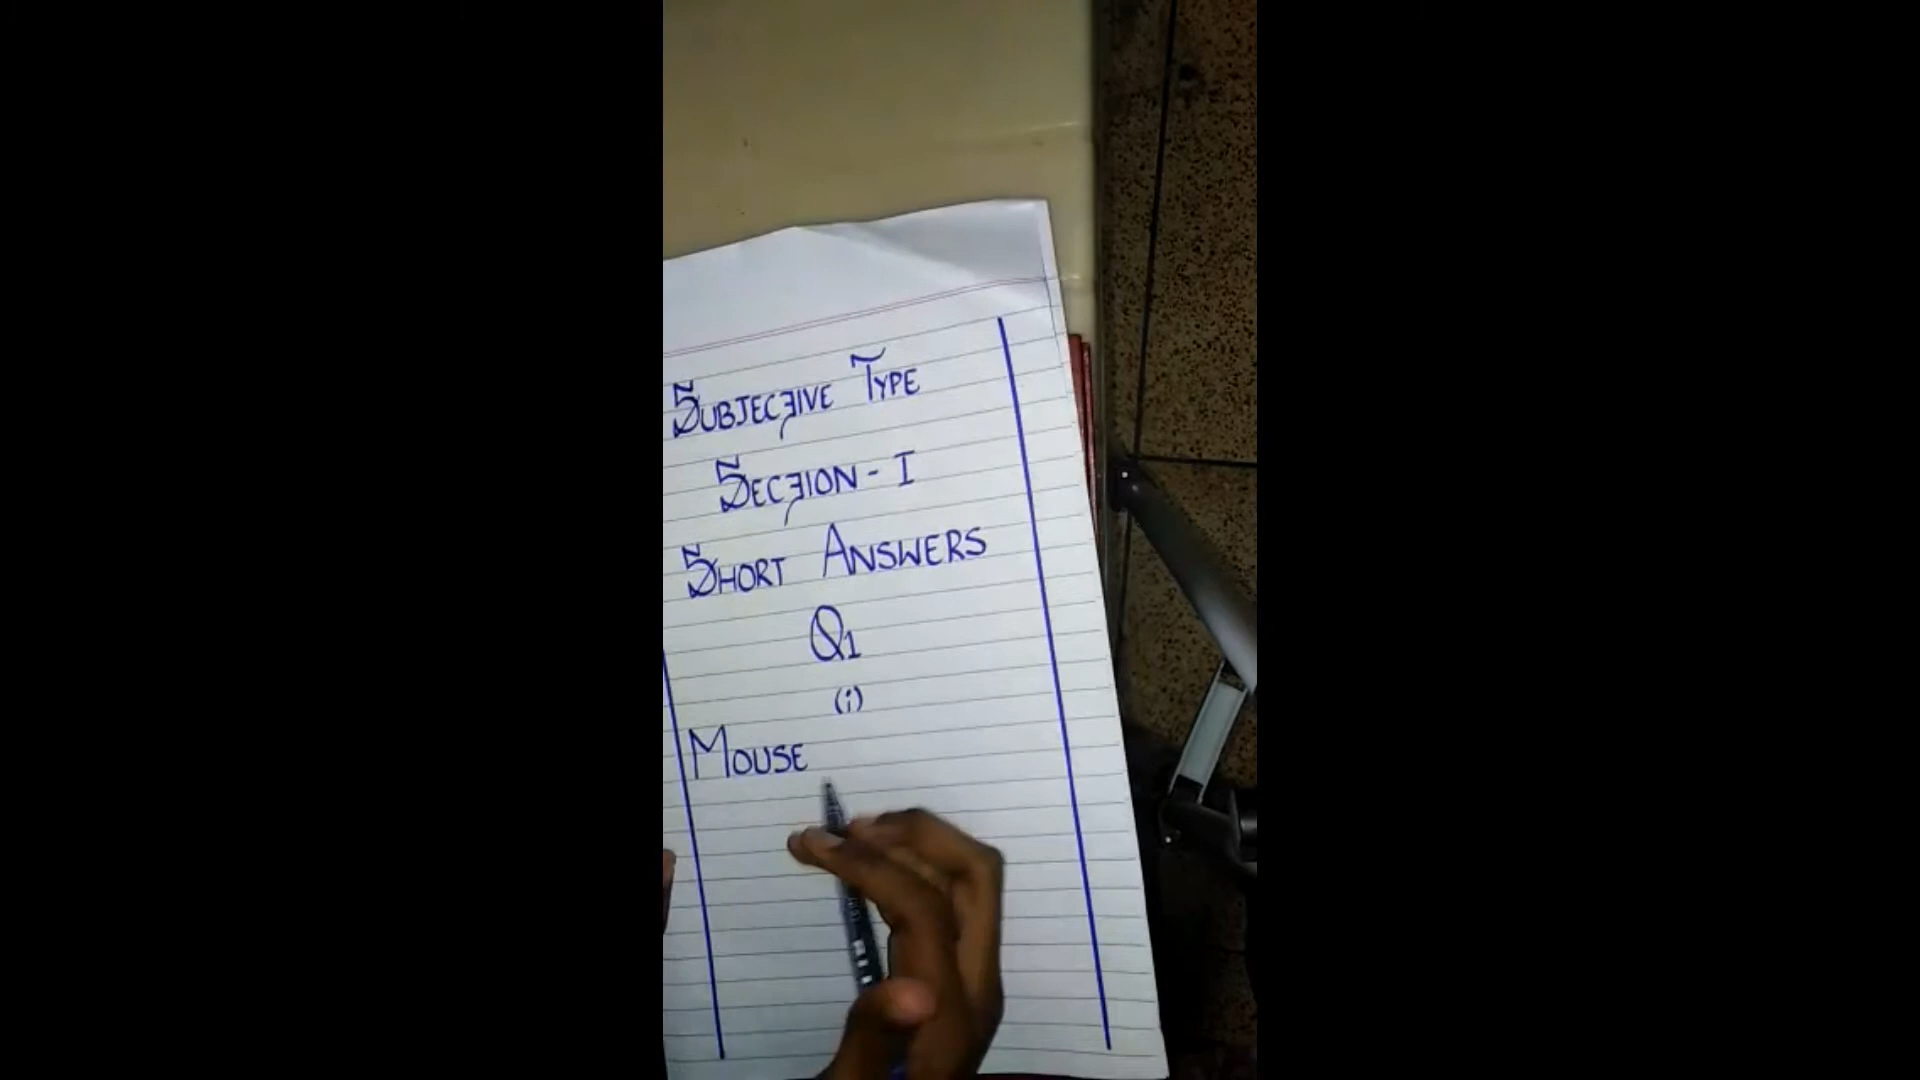 Subjective Type
Section - I
Short Answers
Q1
(i)
Mouse